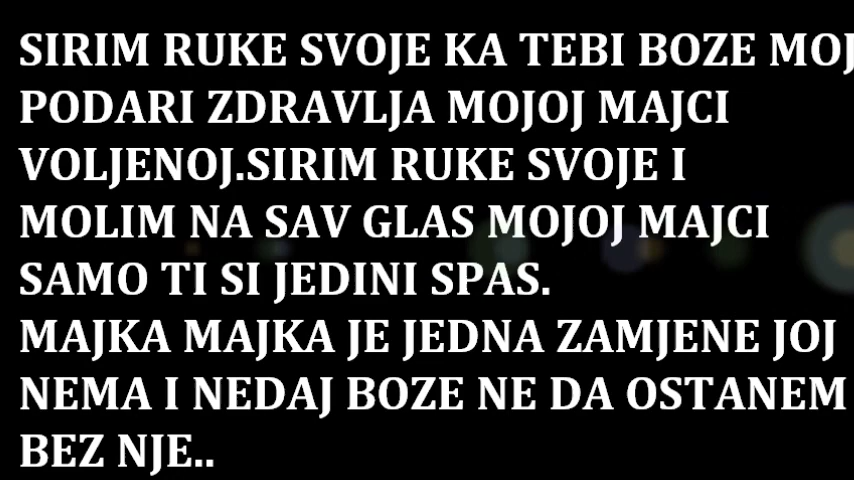 SIRIM RUKE SVOJE KA TEBI BOZE MOJ
PODARI ZDRAVLJA MOJOJ MAJCI
VOLJENOJ.SIRIM RUKE SVOJE I
MOLIM NA SAV GLAS MOJOJ MAJCI
SAMO TI SI JEDINI SPAS.
MAJKA MAJKA JE JEDNA ZAMJENE JOJ
NEMA I NEDAJ BOZE NE DA OSTANEM
BEZ NJE..